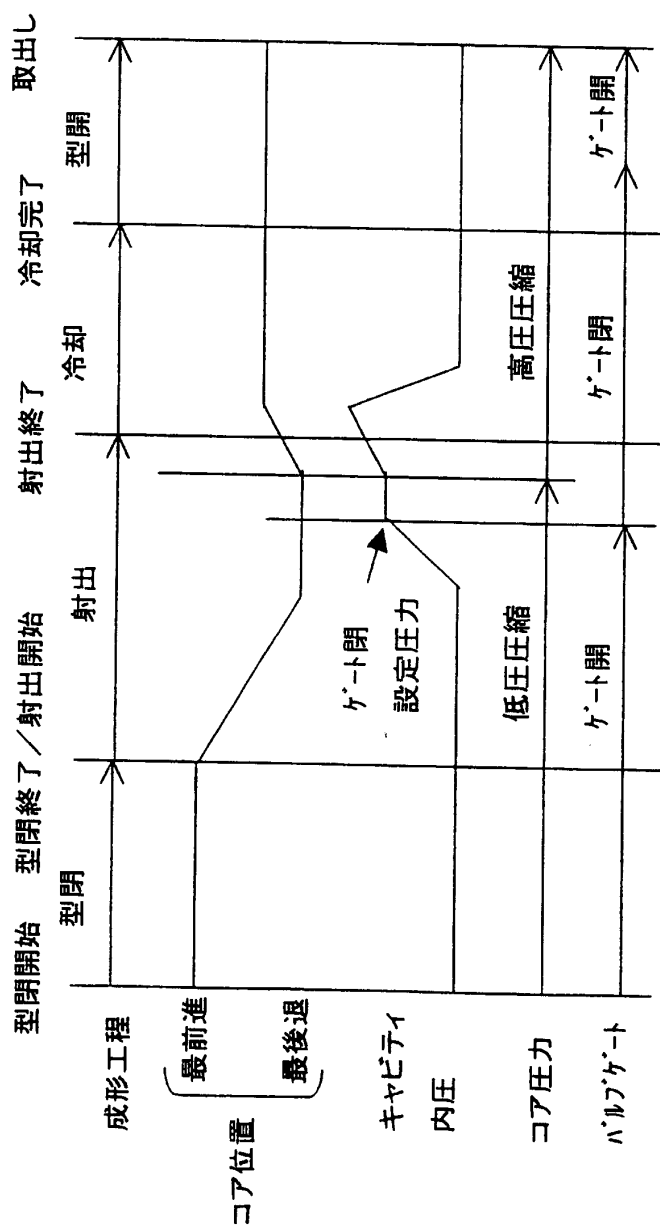 型閉開始 型閉終了/射出開始 射出終了 冷却完了 取出し
成形工程 型閉 射出 冷却 型開
コア位置
最前進
最後退
キャビティ
内圧
ゲート閉
設定圧力
コア圧力 低圧圧縮 高圧圧縮
バルブゲート ゲート開 ゲート閉 ゲート開